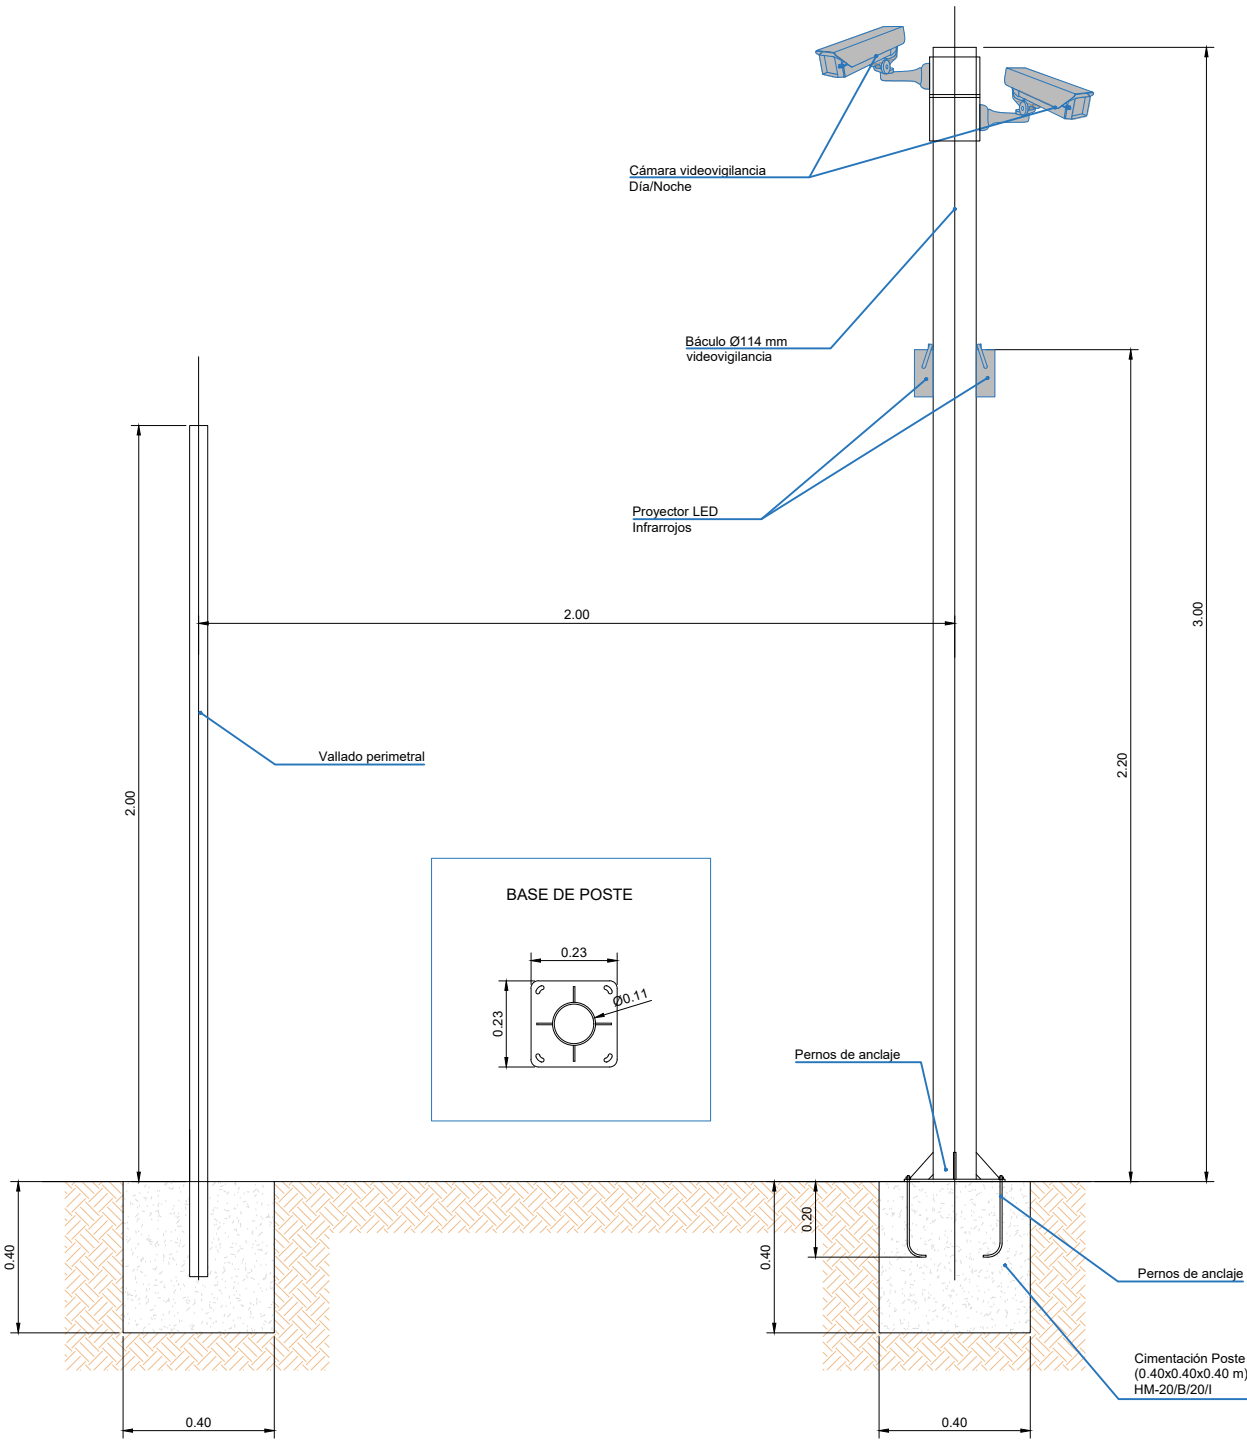 Cámara videovigilancia
Día/Noche
Báculo Ø114 mm
videovigilancia
Proyector LED
Infrarrojos
2.00
3.00
2.20
Vallado perimetral
2.00
BASE DE POSTE
0.23
0.23
Ø0.11
Pernos de anclaje
0.40
0.40
0.20
Pernos de anclaje
Cimentación Poste
(0.40x0.40x0.40 m)
HM-20/B/20/I
0.40
0.40